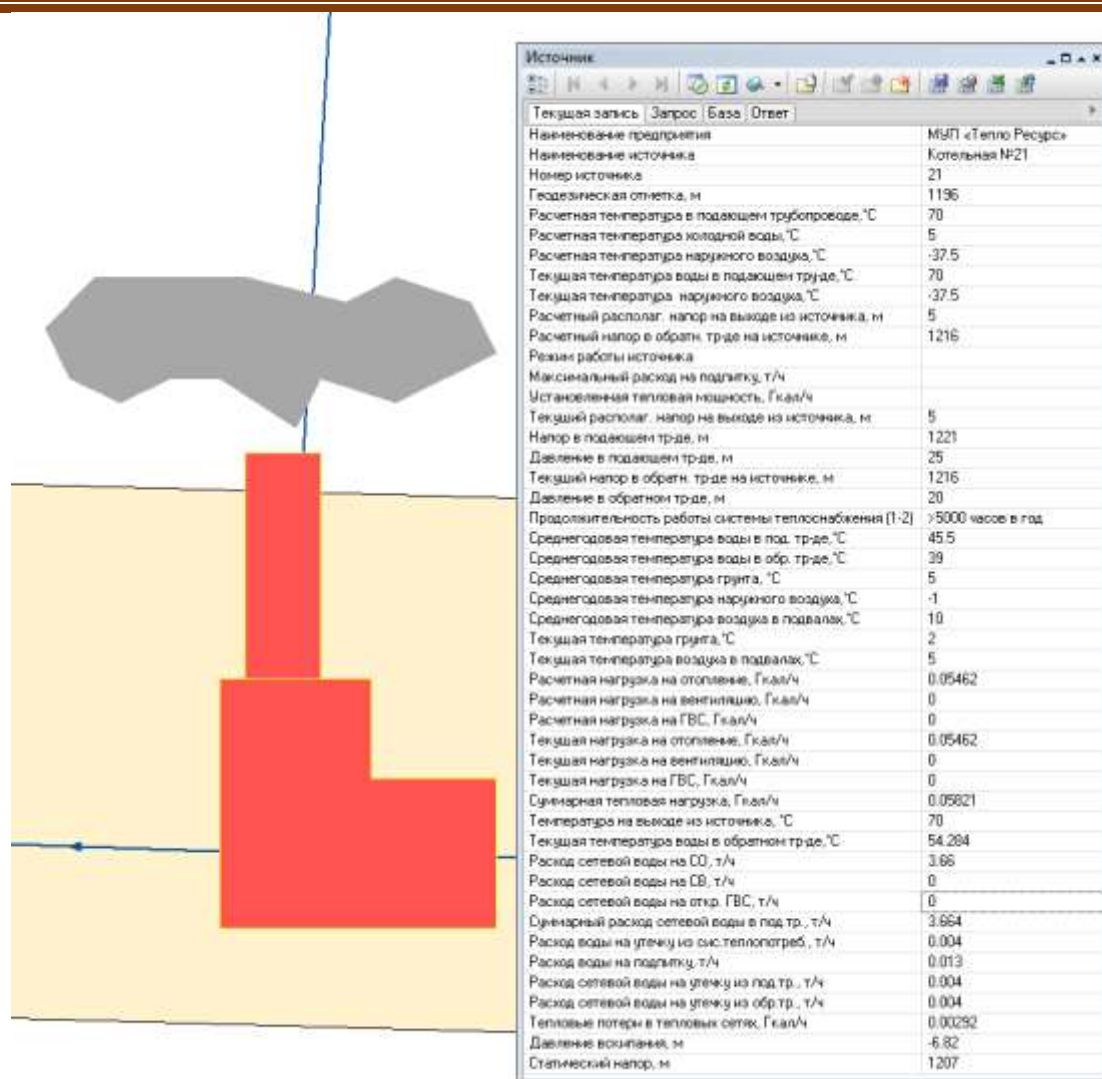 Источник
Текущая запись Запрос База Ответ
Наименование предприятия МУП «Тепло Ресурс»
Наименование источника Котельная №21
Номер источника 21
Геодезическая отметка, м 1196
Расчетная температура в подающем трубопроводе,°C 70
Расчетная температура холодной воды,°C 5
Расчетная температура наружного воздуха,°C -37.5
Текущая температура воды в подающем тру-де,°C 70
Текущая температура наружного воздуха,°C -37.5
Расчетный располаг. напор на выходе из источника, м 5
Расчетный напор в обратн. тр-де на источнике, м 1216
Режим работы источника
Максимальный расход на подпитку, т/ч
Установленная тепловая мощность, Гкал/ч
Текущий располаг. напор на выходе из источника, м 5
Напор в подающем тр-де, м 1221
Давление в подающем тр-де, м 25
Текущий напор в обратн. тр-де на источнике, м 1216
Давление в обратном тр-де, м 20
Продолжительность работы системы теплоснабжения (1-2) >5000 часов в год
Среднегодовая температура воды в под. тр-де,°C 45.5
Среднегодовая температура воды в обр. тр-де,°C 39
Среднегодовая температура грунта, °C 5
Среднегодовая температура наружного воздуха,°C -1
Среднегодовая температура воздуха в подвалах,°C 10
Текущая температура грунта,°C 2
Текущая температура воздуха в подвалах,°C 5
Расчетная нагрузка на отопление, Гкал/ч 0.05462
Расчетная нагрузка на вентиляцию, Гкал/ч 0
Расчетная нагрузка на ГВС, Гкал/ч 0
Текущая нагрузка на отопление, Гкал/ч 0.05462
Текущая нагрузка на вентиляцию, Гкал/ч 0
Текущая нагрузка на ГВС, Гкал/ч 0
Суммарная тепловая нагрузка, Гкал/ч 0.05821
Температура на выходе из источника, °C 70
Текущая температура воды в обратном тр-де,°C 54.284
Расход сетевой воды на СО, т/ч 3.66
Расход сетевой воды на СВ, т/ч 0
Расход сетевой воды на откр. ГВС, т/ч 0
Суммарный расход сетевой воды в под.тр., т/ч 3.664
Расход воды на утечку из сис.теплопотреб., т/ч 0.004
Расход воды на подпитку,т/ч 0.013
Расход сетевой воды на утечку из под.тр., т/ч 0.004
Расход сетевой воды на утечку из обр.тр., т/ч 0.004
Тепловые потери в тепловых сетях, Гкал/ч 0.00292
Давление вскипания, м -6.82
Статический напор, м 1207